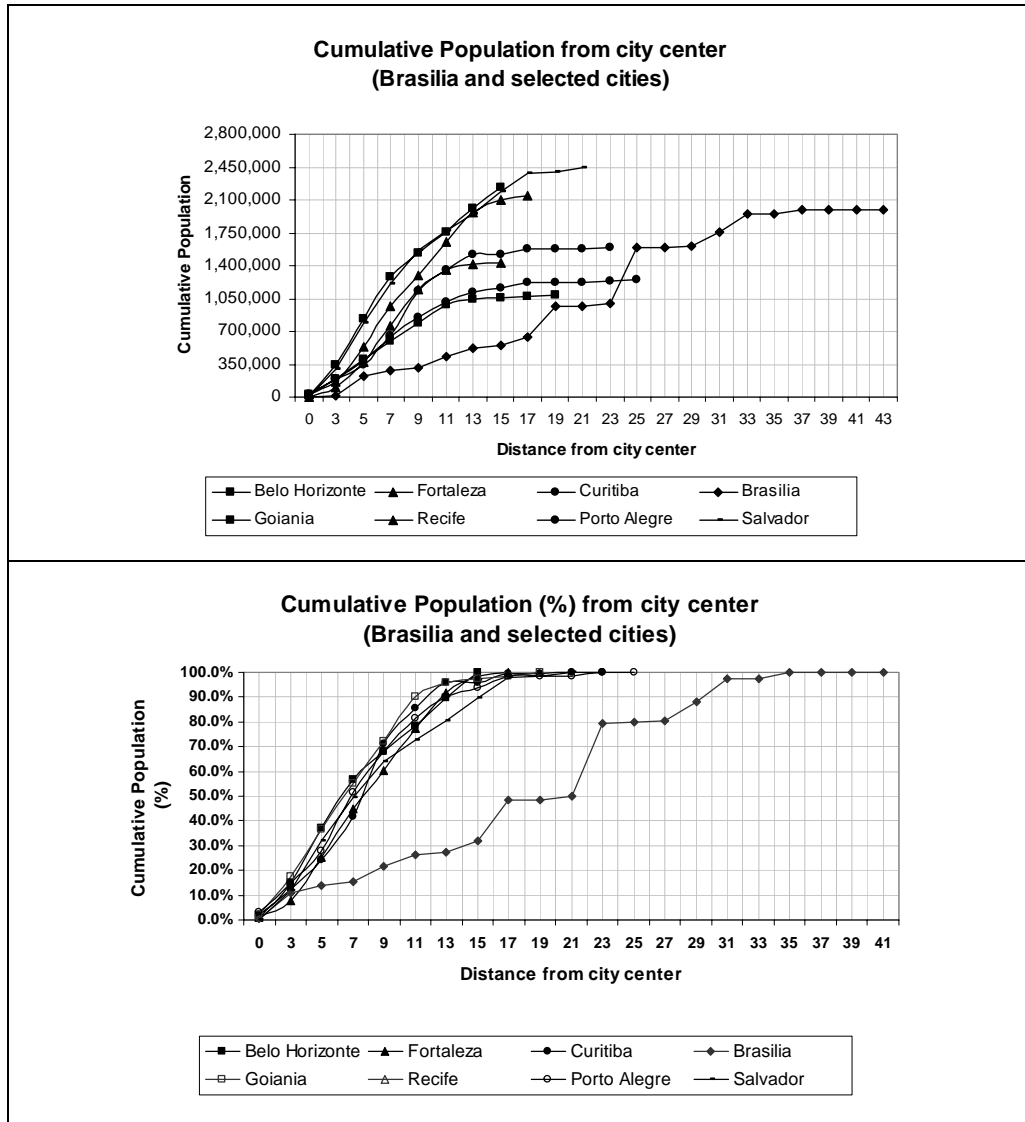 Cumulative Population from city center
(Brasilia and selected cities)
2,800,000
2,450,000
2,100,000
1,750,000
1,400,000
1,050,000
700,000
350,000
0
Cumulative Population
0 3 5 7 9 11 13 15 17 19 21 23 25 27 29 31 33 35 37 39 41 43
Distance from city center
Belo Horizonte Fortaleza Curitiba Brasilia
Goiania Recife Porto Alegre Salvador
Cumulative Population (%) from city center
(Brasilia and selected cities)
100.0%
90.0%
80.0%
70.0%
60.0%
50.0%
40.0%
30.0%
20.0%
10.0%
0.0%
Cumulative Population
(%)
0 3 5 7 9 11 13 15 17 19 21 23 25 27 29 31 33 35 37 39 41
Distance from city center
Belo Horizonte Fortaleza Curitiba Brasilia
Goiania Recife Porto Alegre Salvador